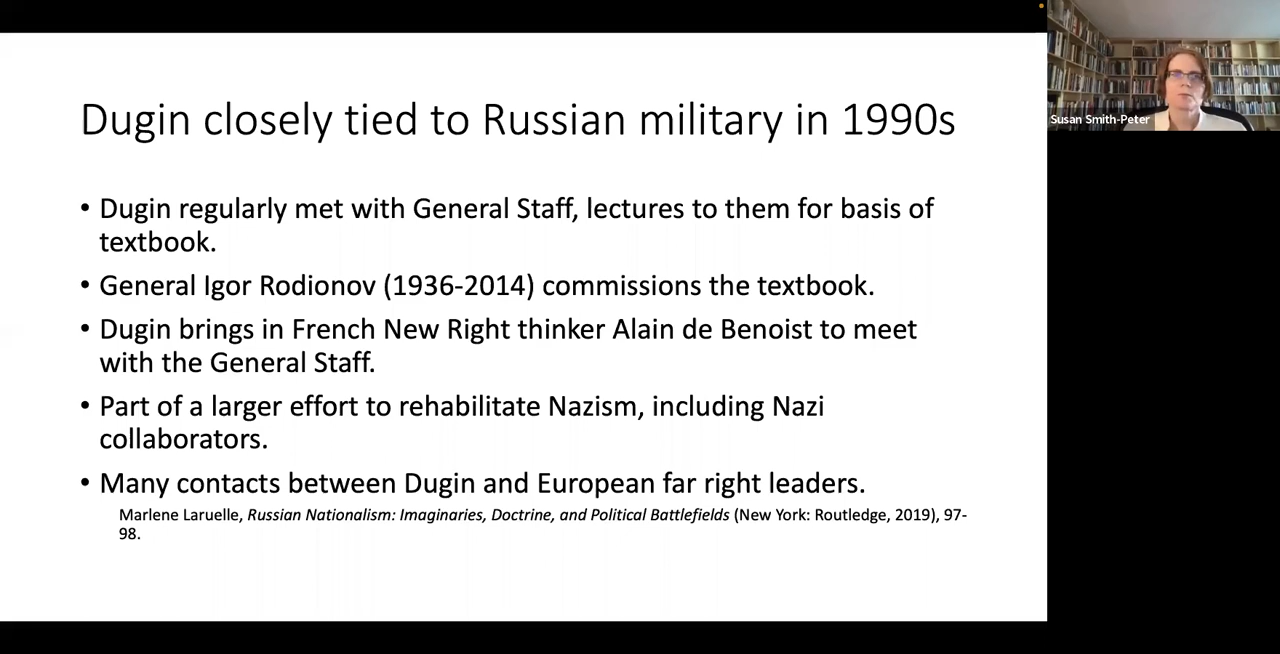 Dugin closely tied to Russian military in 1990s
• Dugin regularly met with General Staff, lectures to them for basis of
textbook.
• General Igor Rodionov (1936-2014) commissions the textbook.
• Dugin brings in French New Right thinker Alain de Benoist to meet
with the General Staff.
• Part of a larger effort to rehabilitate Nazism, including Nazi
collaborators.
• Many contacts between Dugin and European far right leaders.
Marlene Laruelle, Russian Nationalism: Imaginaries, Doctrine, and Political Battlefields (New York: Routledge, 2019), 97-
98.
Susan Smith-Peter